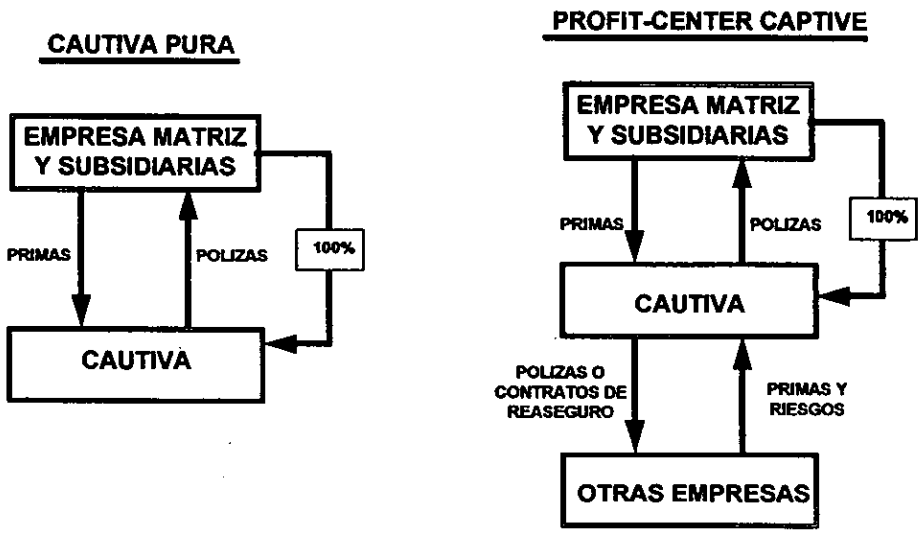 CAUTIVA PURA
EMPRESA MATRIZ
Y SUBSIDIARIAS
PRIMAS
POLIZAS
100%
CAUTIVA
PROFIT-CENTER CAPTIVE
EMPRESA MATRIZ
Y SUBSIDIARIAS
PRIMAS
POLIZAS
100%
CAUTIVA
POLIZAS O
CONTRATOS DE
REASEGURO
PRIMAS Y
RIESGOS
OTRAS EMPRESAS